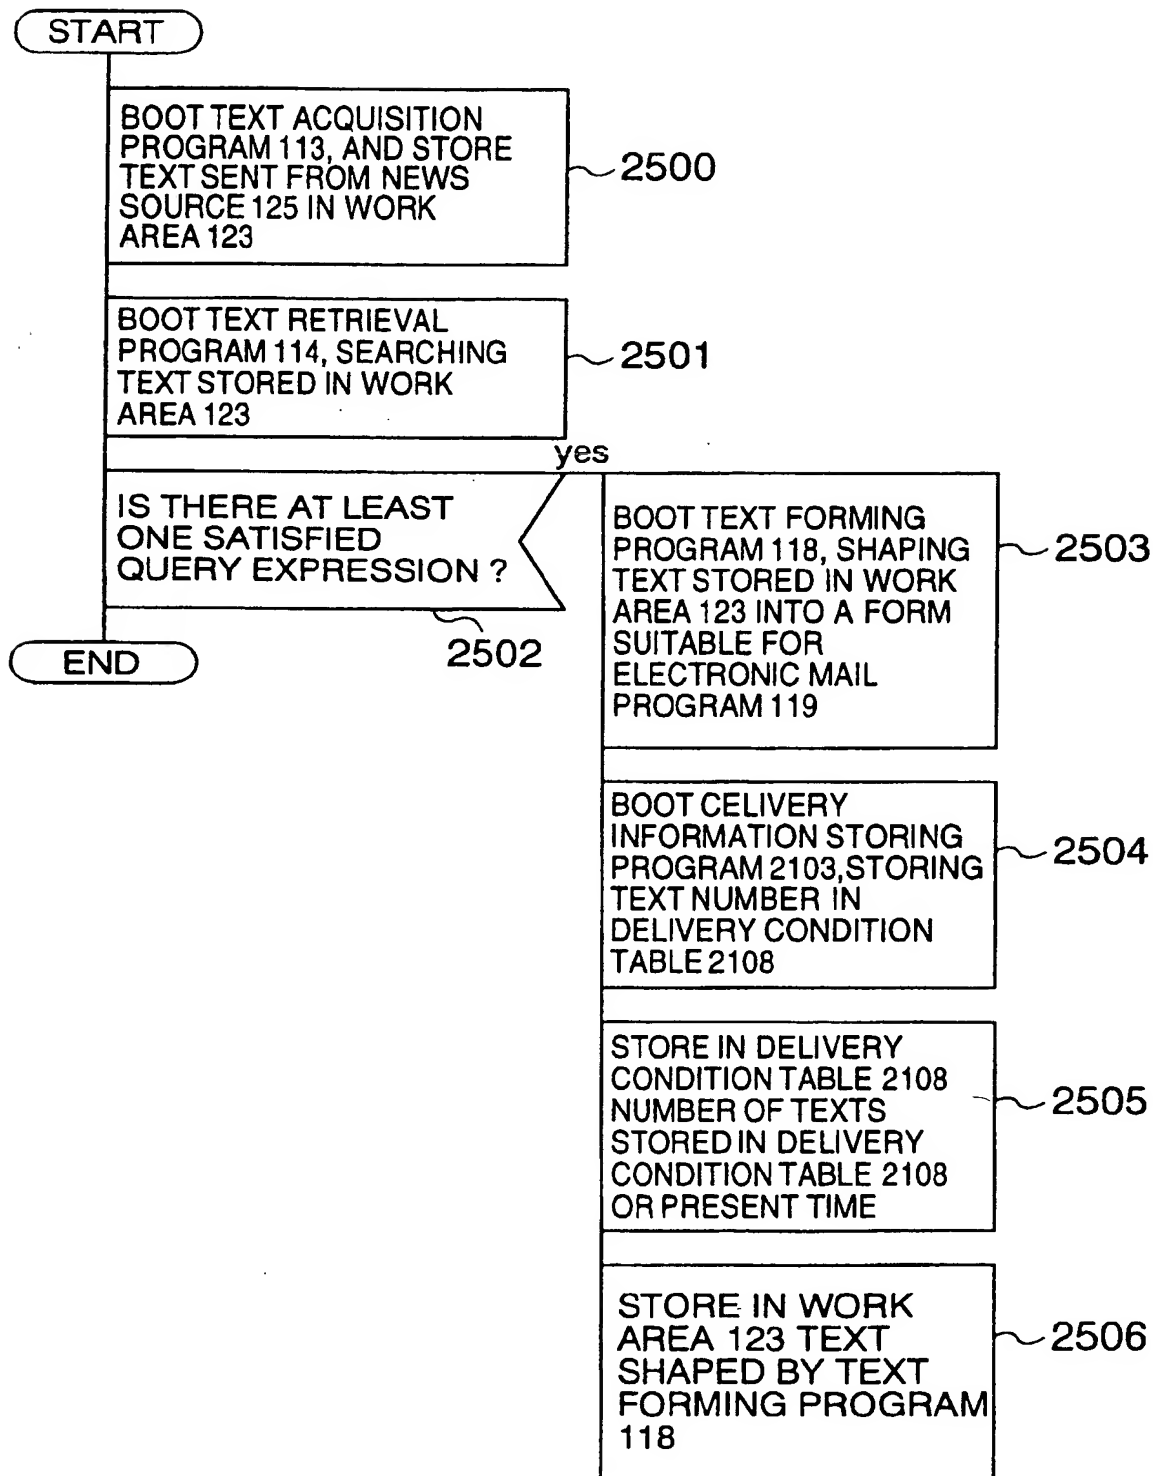 START
BOOT TEXT ACQUISITION
PROGRAM 113, AND STORE
TEXT SENT FROM NEWS
SOURCE 125 IN WORK
AREA 123
2500
BOOT TEXT RETRIEVAL
PROGRAM 114, SEARCHING
TEXT STORED IN WORK
AREA 123
2501
yes
IS THERE AT LEAST
ONE SATISFIED
QUERY EXPRESSION ?
2502
END
BOOT TEXT FORMING
PROGRAM 118, SHAPING
TEXT STORED IN WORK
AREA 123 INTO A FORM
SUITABLE FOR
ELECTRONIC MAIL
PROGRAM 119
2503
BOOT CELIVERY
INFORMATION STORING
PROGRAM 2103,STORING
TEXT NUMBER IN
DELIVERY CONDITION
TABLE 2108
2504
STORE IN DELIVERY
CONDITION TABLE 2108
NUMBER OF TEXTS
STORED IN DELIVERY
CONDITION TABLE 2108
OR PRESENT TIME
2505
STORE IN WORK
AREA 123 TEXT
SHAPED BY TEXT
FORMING PROGRAM
118
2506